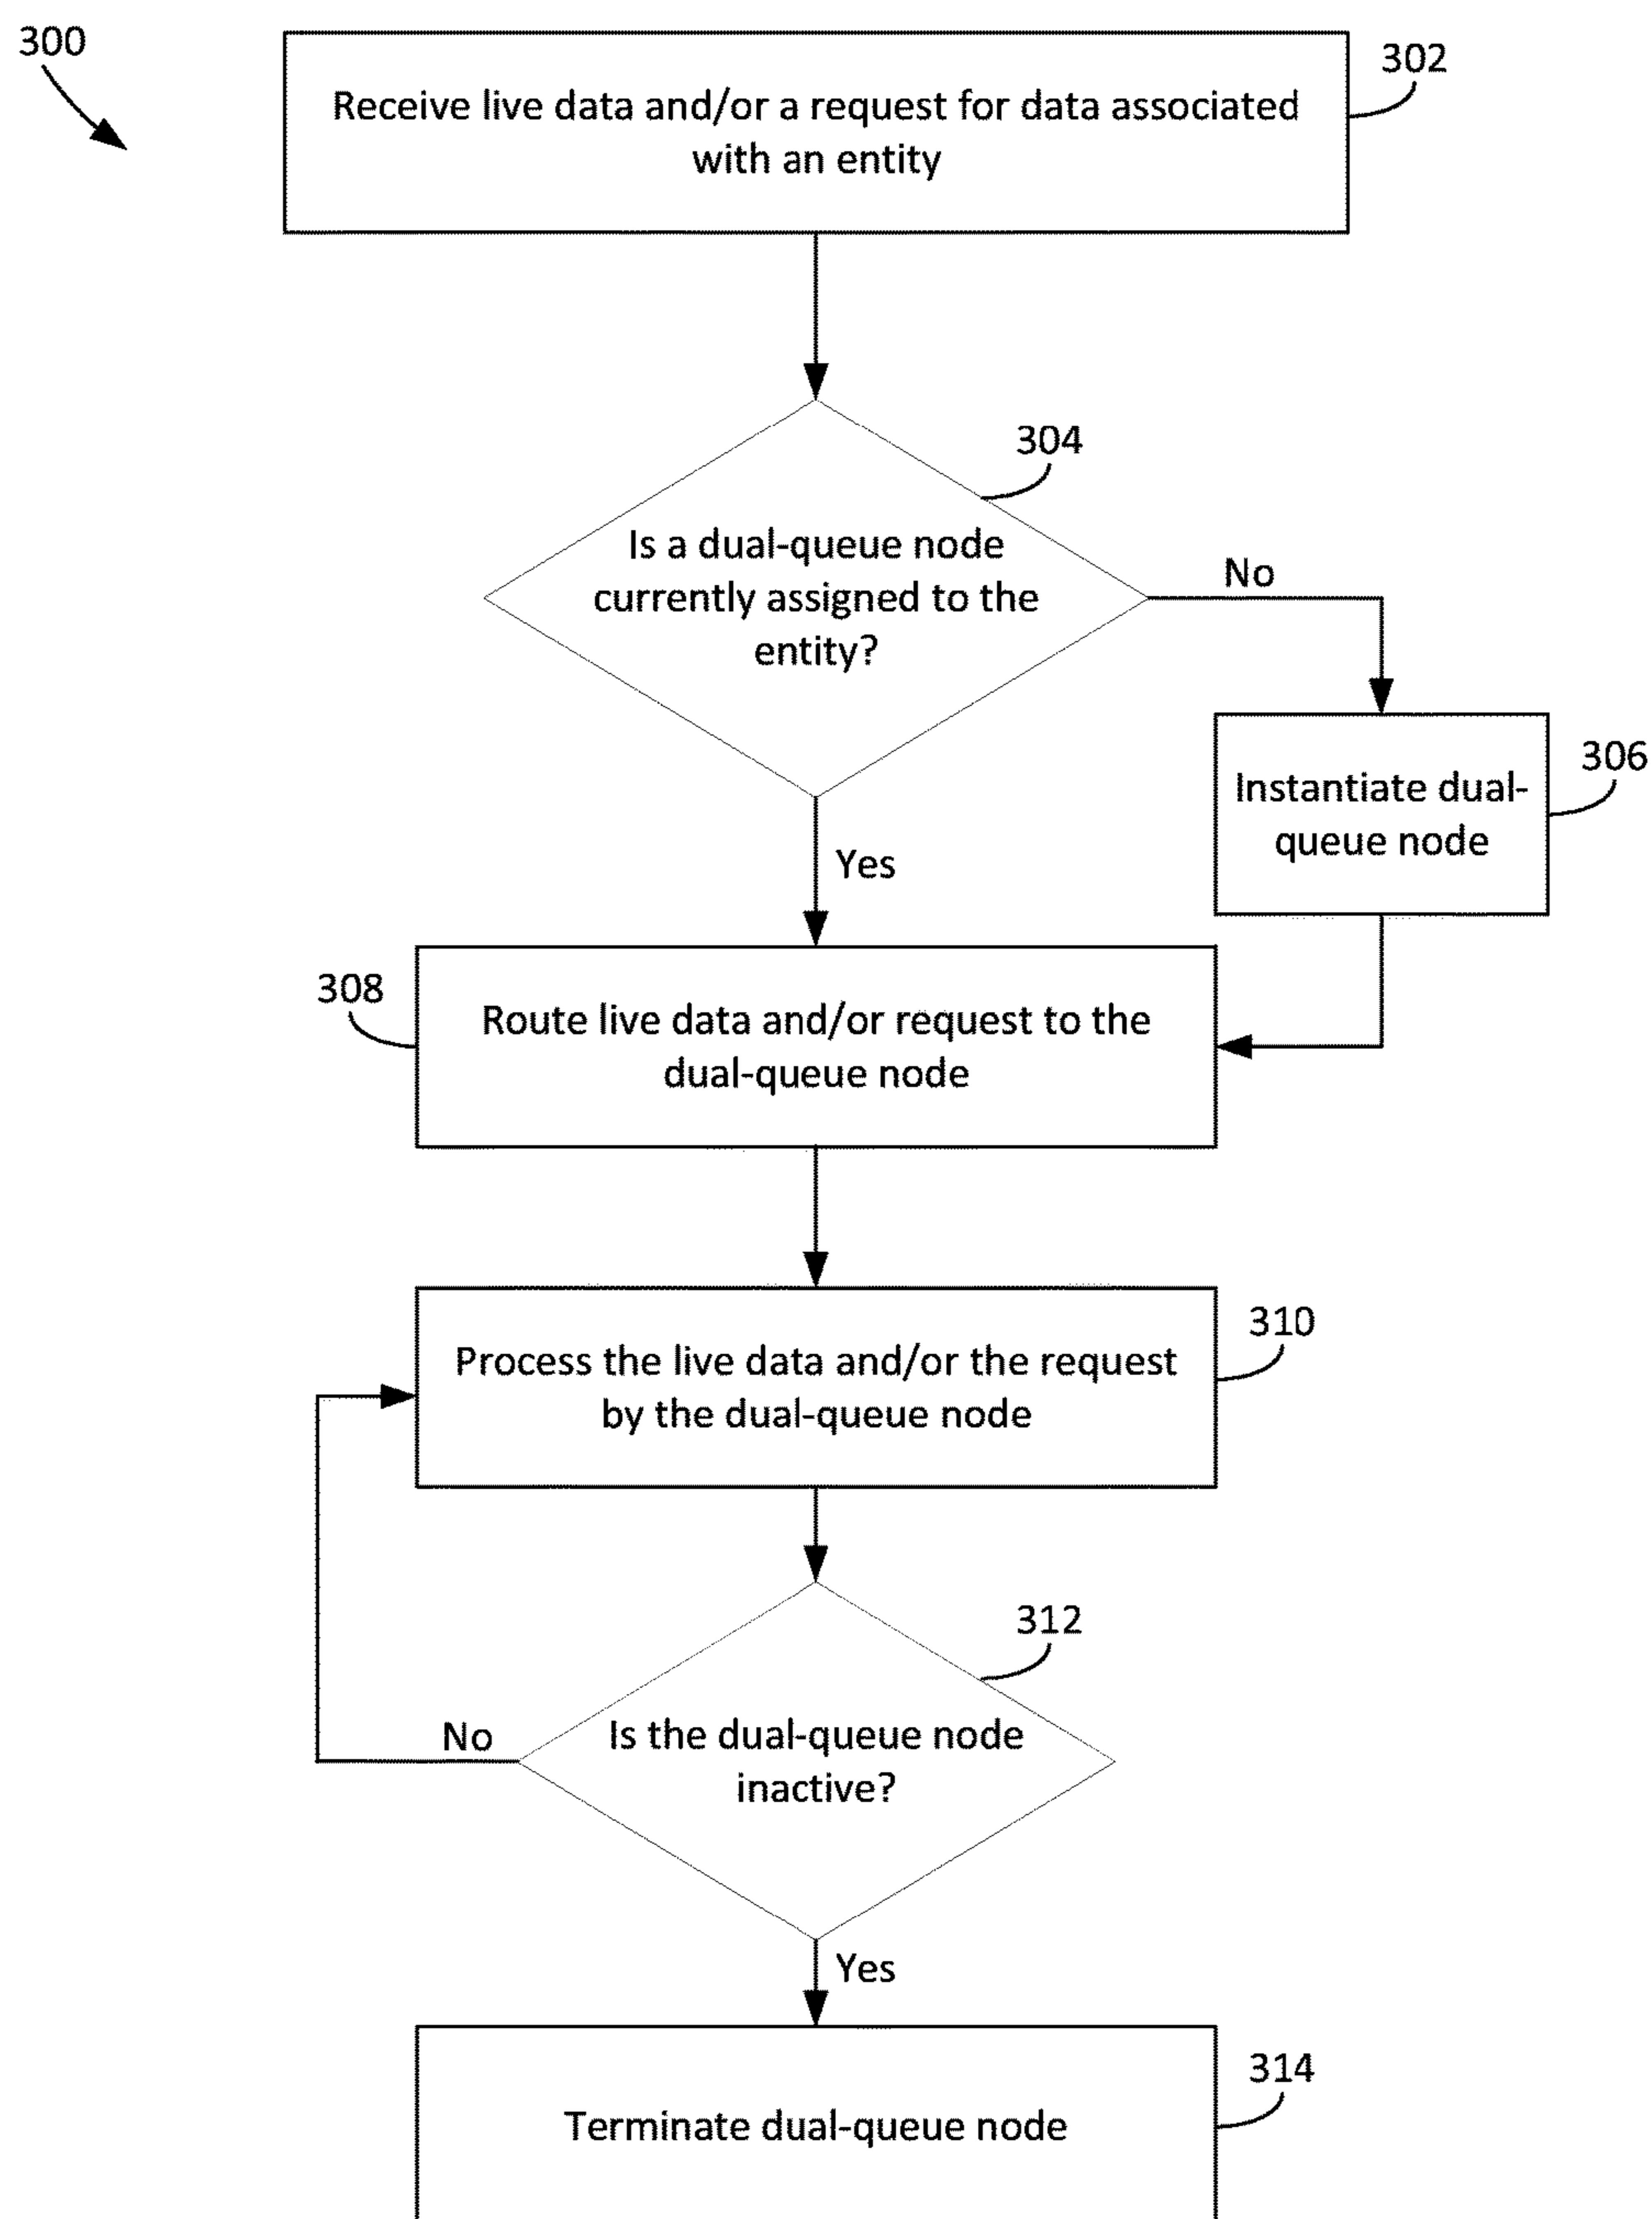 300
302
Receive live data and/or a request for data associated
with an entity
304
Is a dual-queue node
currently assigned to the
entity?
No
306
Instantiate dual-
queue node
Yes
308
Route live data and/or request to the
dual-queue node
310
Process the live data and/or the request
by the dual-queue node
312
Is the dual-queue node
inactive?
No
Yes
314
Terminate dual-queue node